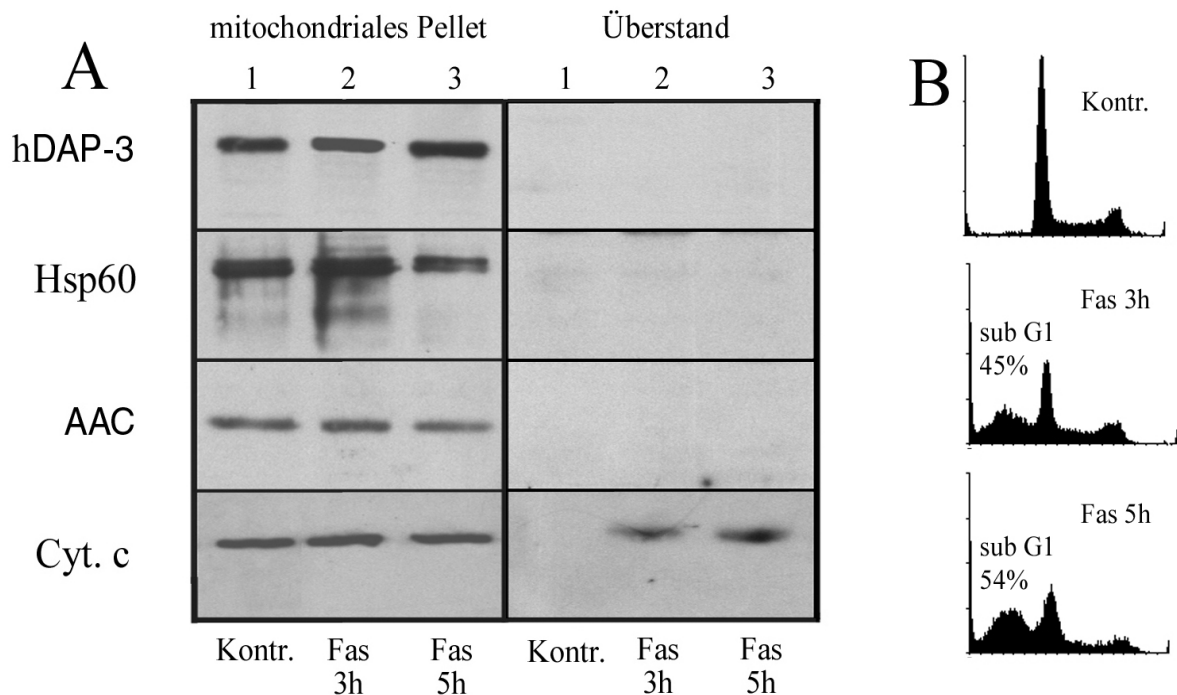 A
mitochondriales Pellet
Überstand
1 2 3
1 2 3
hDAP-3
Hsp60
AAC
Cyt. c
Kontr.
Fas
3h
Fas
5h
Kontr.
Fas
3h
Fas
5h
B
Kontr.
Fas 3h
sub G1
45%
Fas 5h
sub G1
54%